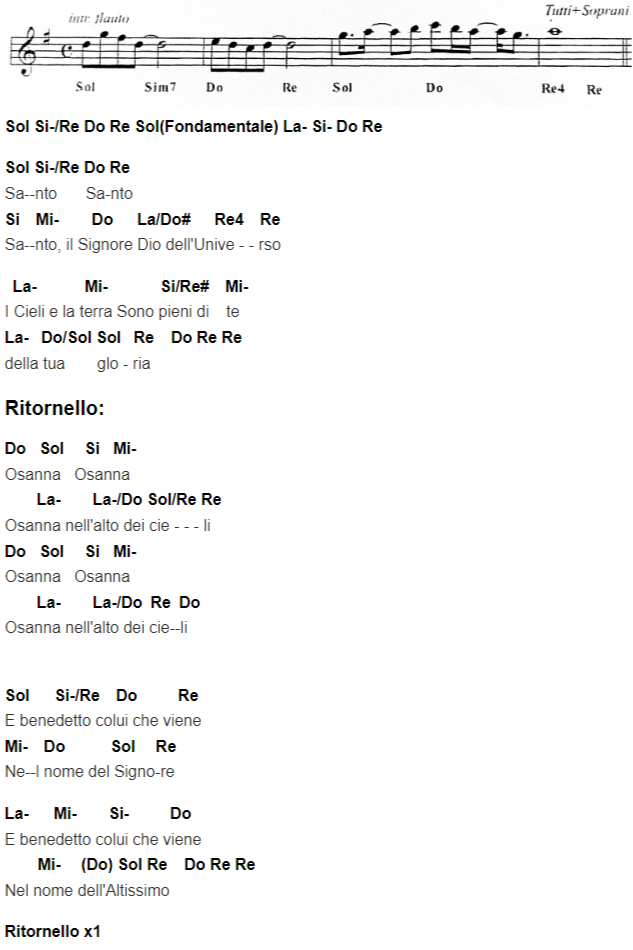 intr. flauto Tutti+Soprani
Sol Sim7 Do Re Sol Do Re4 Re
Sol Si-/Re Do Re Sol(Fondamentale) La- Si- Do Re
Sol Si-/Re Do Re
Sa--nto Sa-nto
Si Mi- Do La/Do# Re4 Re
Sa--nto, il Signore Dio dell'Unive - - rso
La- Mi- Si/Re# Mi-
I Cieli e la terra Sono pieni di te
La- Do/Sol Sol Re Do Re Re
della tua glo - ria
Ritornello:
Do Sol Si Mi-
Osanna Osanna
La- La-/Do Sol/Re Re
Osanna nell'alto dei cie - - - li
Do Sol Si Mi-
Osanna Osanna
La- La-/Do Re Do
Osanna nell'alto dei cie--li
Sol Si-/Re Do Re
E benedetto colui che viene
Mi- Do Sol Re
Ne--l nome del Signo-re
La- Mi- Si- Do
E benedetto colui che viene
Mi- (Do) Sol Re Do Re Re
Nel nome dell'Altissimo
Ritornello x1